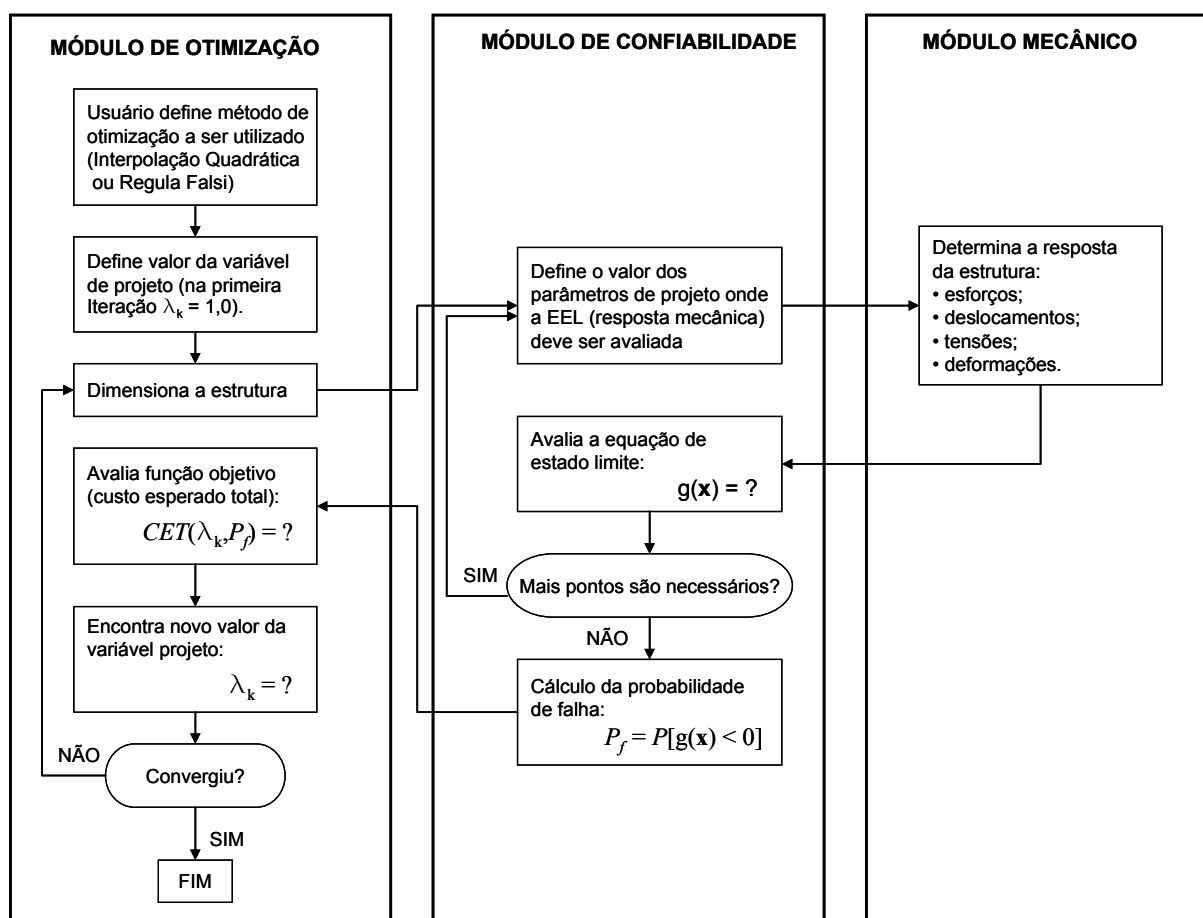 MÓDULO DE OTIMIZAÇÃO
Usuário define método de
otimização a ser utilizado
(Interpolação Quadrática
ou Regula Falsi)
Define valor da variável
de projeto (na primeira
Iteração λk = 1,0).
Dimensiona a estrutura
Avalia função objetivo
(custo esperado total):
CET(λk,Pf) = ?
Encontra novo valor da
variável projeto:
λk = ?
NÃO
Convergiu?
SIM
FIM
MÓDULO DE CONFIABILIDADE
Define o valor dos
parâmetros de projeto onde
a EEL (resposta mecânica)
deve ser avaliada
Avalia a equação de
estado limite:
g(x) = ?
SIM
Mais pontos são necessários?
NÃO
Cálculo da probabilidade
de falha:
Pf = P[g(x) < 0]
MÓDULO MECÂNICO
Determina a resposta
da estrutura:
• esforços;
• deslocamentos;
• tensões;
• deformações.